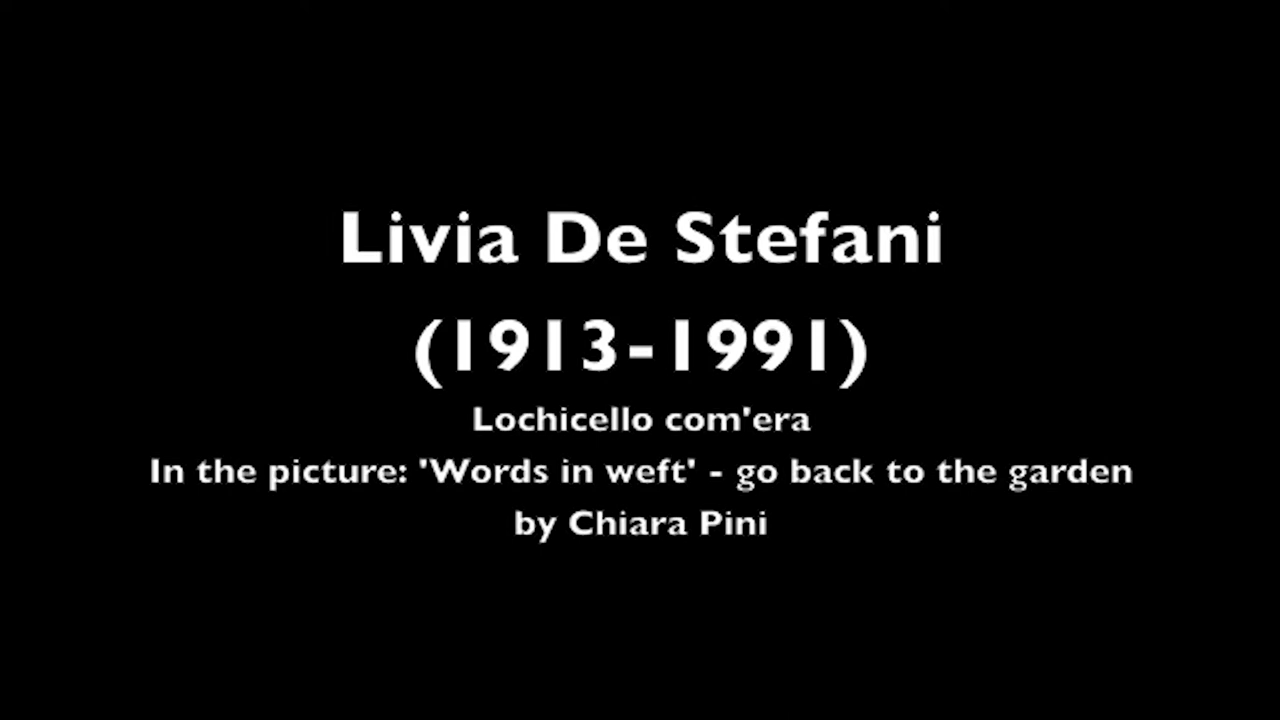 Livia De Stefani
(1913-1991)
Lochicello com'era
In the picture: 'Words in weft' - go back to the garden
by Chiara Pini